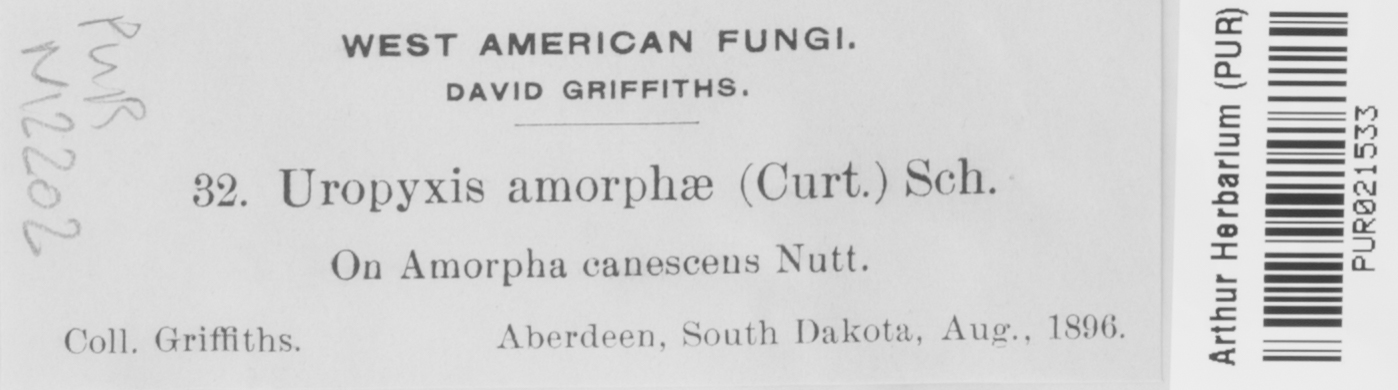 WEST AMERICAN FUNGI.
DAVID GRIFFITHS.
32. Uropyxis amorphæ (Curt.) Sch.
On Amorpha canescens Nutt.
Coll. Griffiths. Aberdeen, South Dakota, Aug., 1896.
PUR
N12202
Arthur Herbarium (PUR)
PUR021533